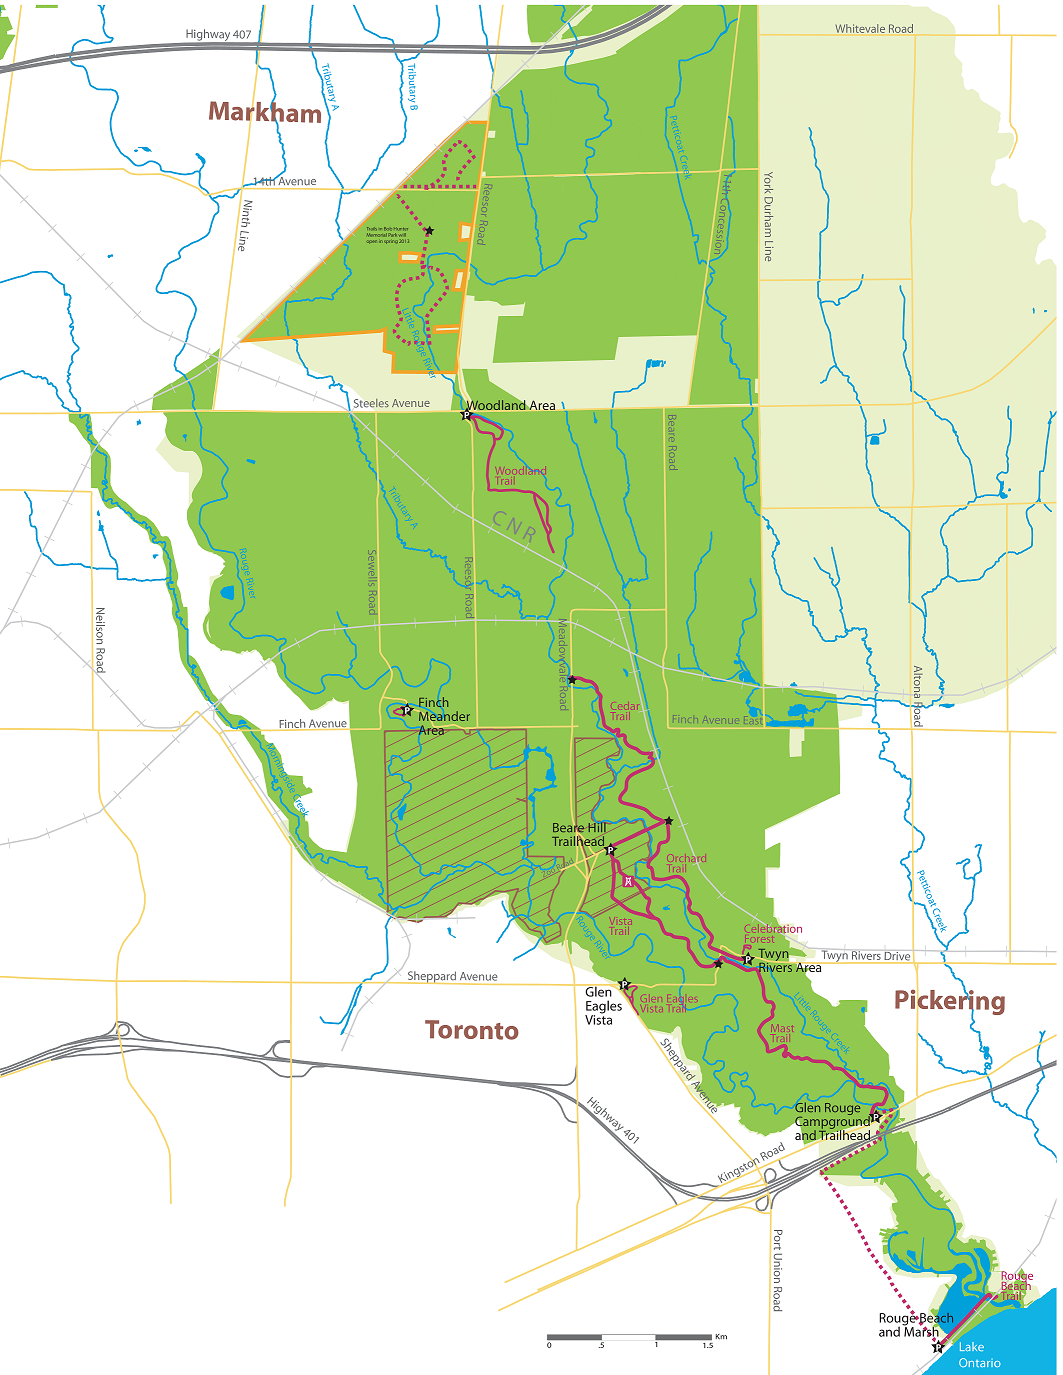 Highway 407
Whitevale Road
Tributary A
Tributary B
Markham
Petticoat Creek
14th Avenue
Ninth Line
Reesor Road
11th Concession
York Durham Line
Trails in Bob Hunter
Memorial Park will
open in spring 2013
Little Rouge River
Steeles Avenue
Woodland Area
P
Beare Road
Woodland
Trail
Tributary A
CNR
Rouge River
Sewells Road
Reesor Road
Neilson Road
Meadowvale Road
Altona Road
Finch
Meander
Area
P
Cedar
Trail
Finch Avenue
Finch Avenue East
Morningside Creek
Beare Hill
Trailhead
P
Zoo Road
Orchard
Trail
Petticoat Creek
Vista
Trail
Rouge River
Celebration
Forest
Twyn
Rivers Area
P
Twyn Rivers Drive
Sheppard Avenue
Glen
Eagles
Vista
P
Glen Eagles
Vista Trail
Pickering
Toronto
Little Rouge Creek
Mast
Trail
Sheppard Avenue
Highway 401
Glen Rouge
Campground
and Trailhead
P
Kingston Road
Port Union Road
Rouge
Beach
Trail
Rouge Beach
and Marsh
P
Lake
Ontario
Km
0 .5 1 1.5